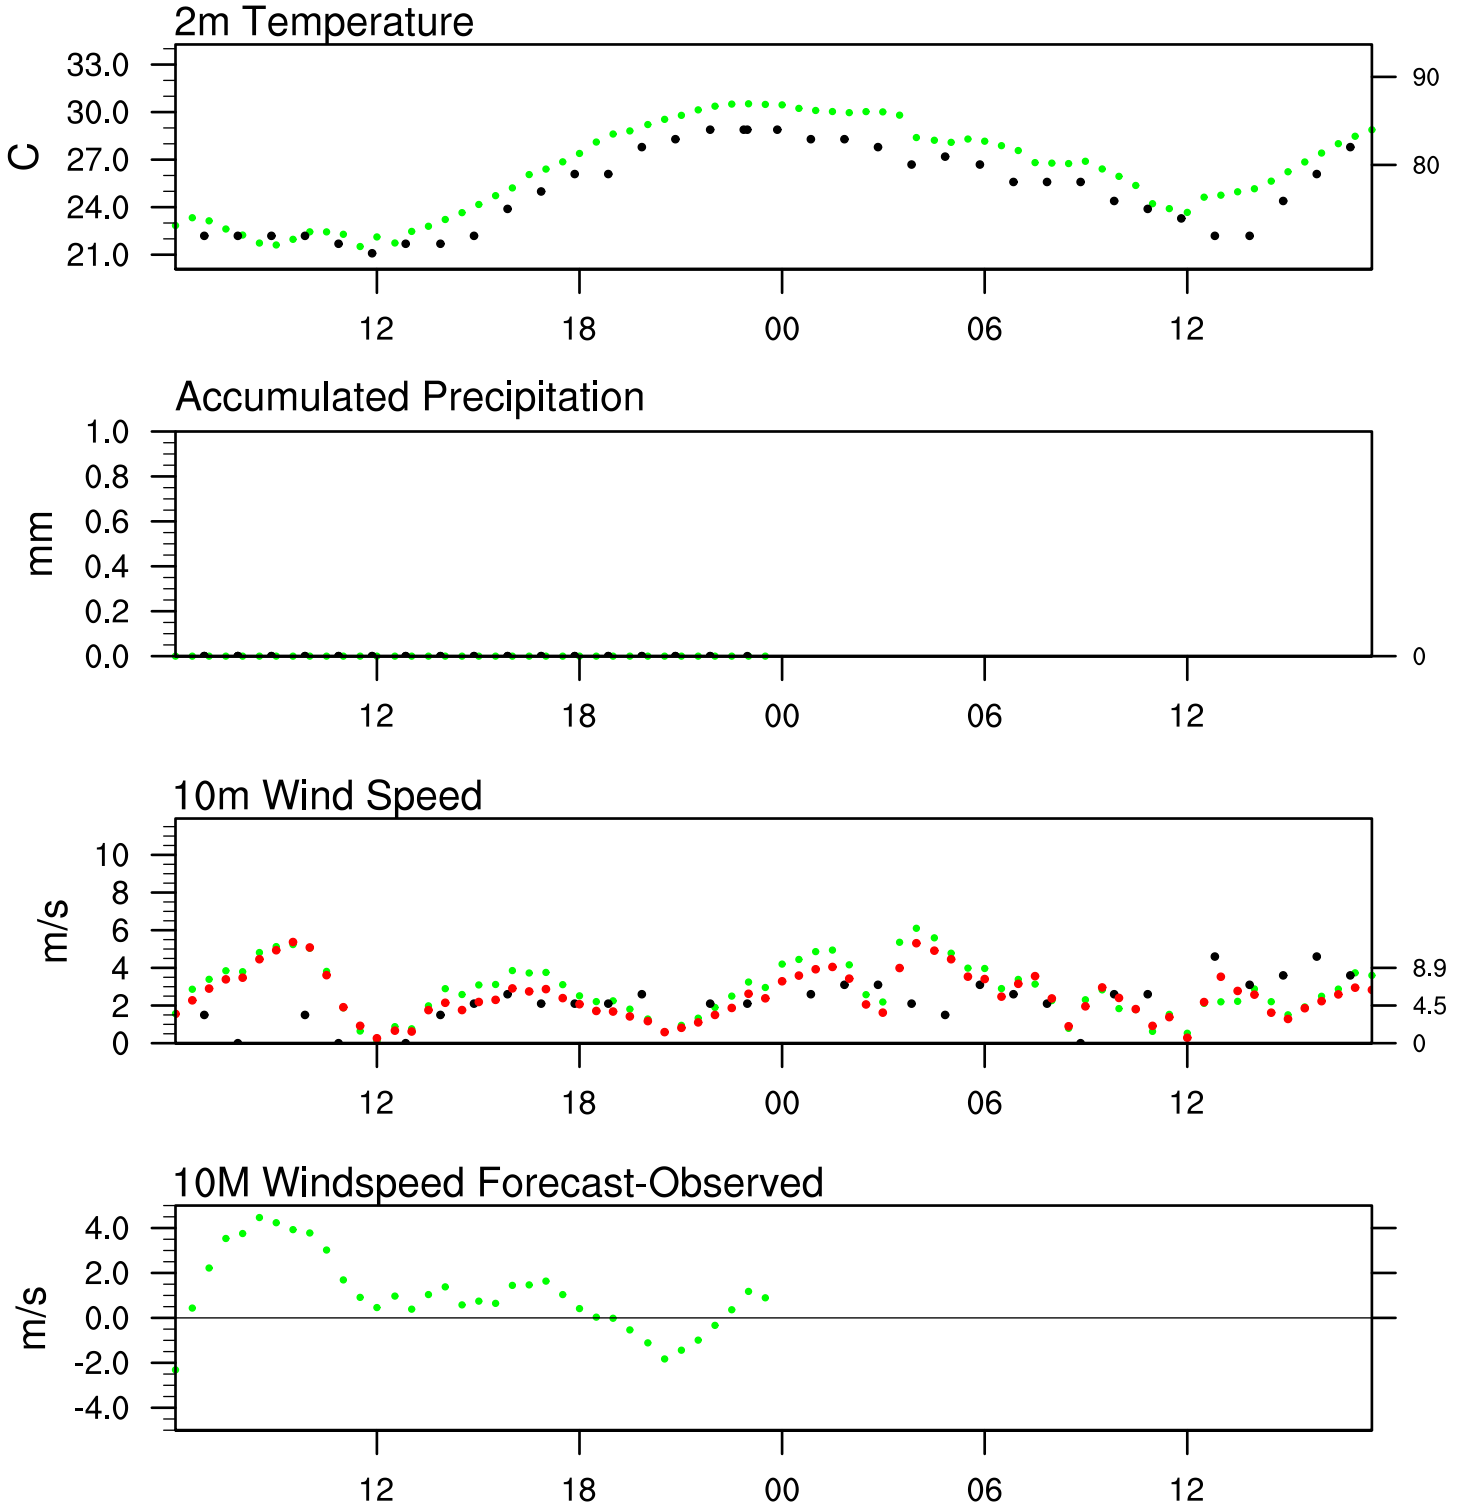 2m Temperature
33.0
30.0
27.0
24.0
21.0
C
90
80
12 18 00 06 12
Accumulated Precipitation
1.0
0.8
0.6
0.4
0.2
0.0
mm
0
12 18 00 06 12
10m Wind Speed
10
8
6
4
2
0
m/s
8.9
4.5
0
12 18 00 06 12
10M Windspeed Forecast-Observed
4.0
2.0
0.0
-2.0
-4.0
m/s
12 18 00 06 12